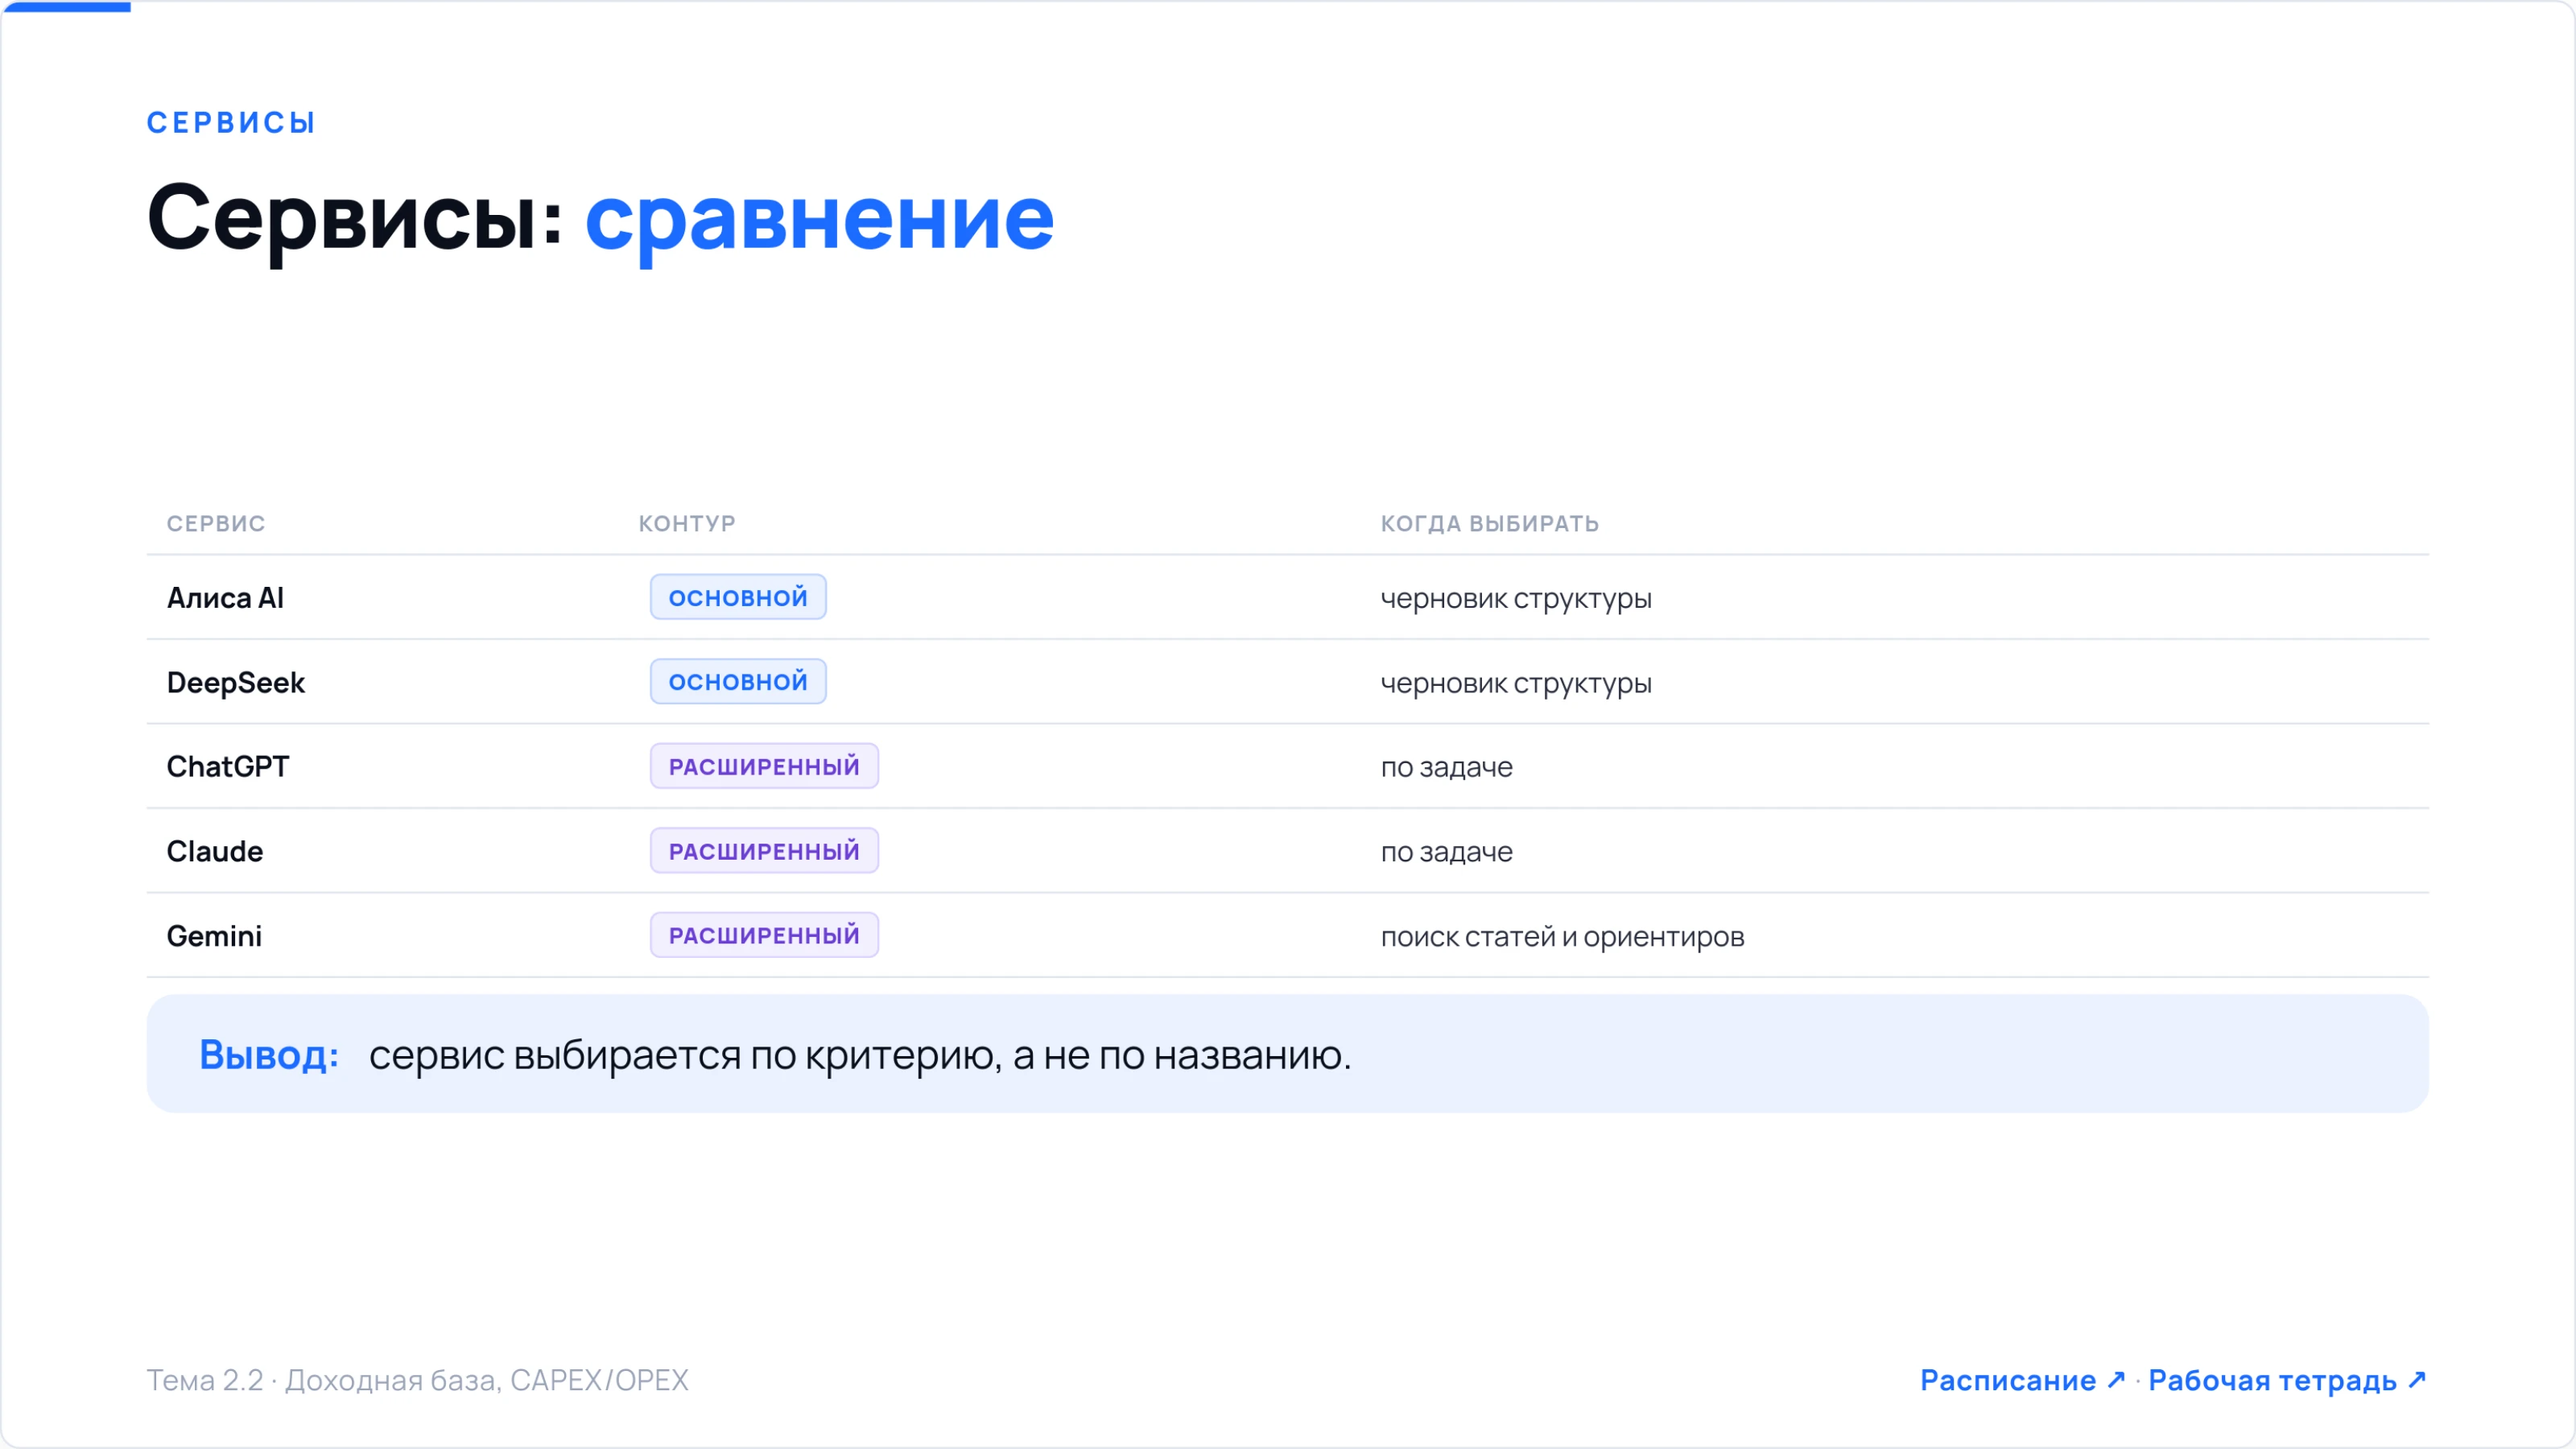 СЕРВИСЫ
Сервисы: сравнение
СЕРВИС КОНТУР КОГДА ВЫБИРАТЬ
Алиса AI ОСНОВНОЙ черновик структуры
DeepSeek ОСНОВНОЙ черновик структуры
ChatGPT РАСШИРЕННЫЙ по задаче
Claude РАСШИРЕННЫЙ по задаче
Gemini РАСШИРЕННЫЙ поиск статей и ориентиров
Вывод: сервис выбирается по критерию, а не по названию.
Тема 2.2 · Доходная база, CAPEX/OPEX Расписание ↗ · Рабочая тетрадь ↗